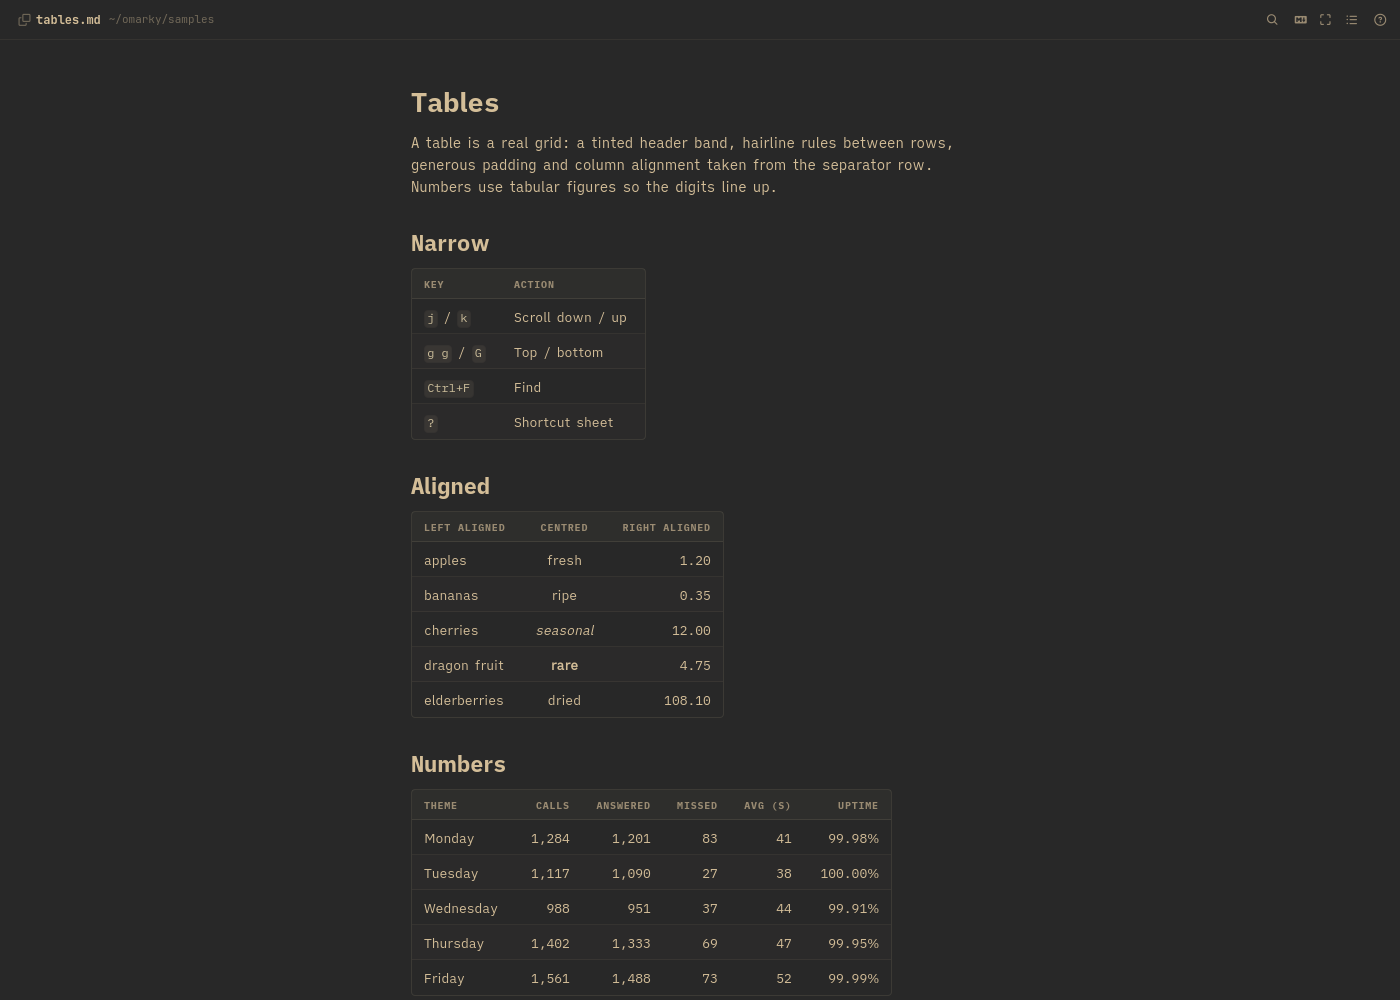 tables.md ~/omarky/samples
Tables
A table is a real grid: a tinted header band, hairline rules between rows,
generous padding and column alignment taken from the separator row.
Numbers use tabular figures so the digits line up.
Narrow
KEY ACTION
j / k Scroll down / up
g g / G Top / bottom
Ctrl+F Find
? Shortcut sheet
Aligned
LEFT ALIGNED CENTRED RIGHT ALIGNED
apples fresh 1.20
bananas ripe 0.35
cherries seasonal 12.00
dragon fruit rare 4.75
elderberries dried 108.10
Numbers
THEME CALLS ANSWERED MISSED AVG (S) UPTIME
Monday 1,284 1,201 83 41 99.98%
Tuesday 1,117 1,090 27 38 100.00%
Wednesday 988 951 37 44 99.91%
Thursday 1,402 1,333 69 47 99.95%
Friday 1,561 1,488 73 52 99.99%